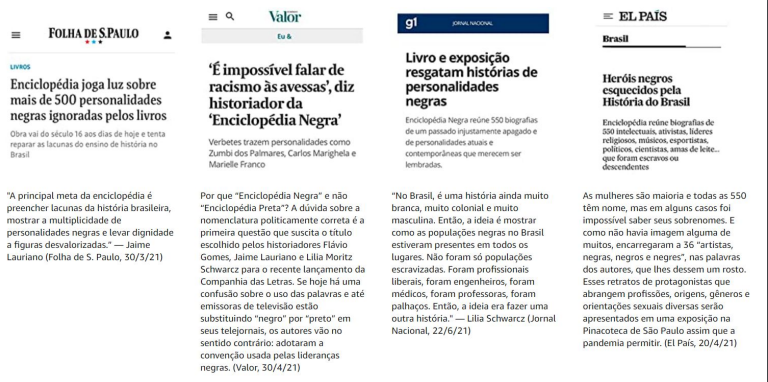 FOLHA DE S.PAULO
LIVROS
Enciclopédia joga luz sobre
mais de 500 personalidades
negras ignoradas pelos livros
Obra vai do século 16 aos dias de hoje e tenta
reparar as lacunas do ensino de história no
Brasil
"A principal meta da enciclopédia é
preencher lacunas da história brasileira,
mostrar a multiplicidade de
personalidades negras e levar dignidade
a figuras desvalorizadas." — Jaime
Lauriano (Folha de S. Paulo, 30/3/21)
Valor
Eu &
‘É impossível falar de
racismo às avessas’, diz
historiador da
‘Enciclopédia Negra’
Verbetes trazem personalidades como
Zumbi dos Palmares, Carlos Marighela e
Marielle Franco
Por que “Enciclopédia Negra” e não
“Enciclopédia Preta”? A dúvida sobre a
nomenclatura politicamente correta é a
primeira questão que suscita o título
escolhido pelos historiadores Flávio
Gomes, Jaime Lauriano e Lilia Moritz
Schwarcz para o recente lançamento da
Companhia das Letras. Se hoje há uma
confusão sobre o uso das palavras e até
emissoras de televisão estão
substituindo “negro” por “preto” em
seus telejornais, os autores vão no
sentido contrário: adotaram a
convenção usada pelas lideranças
negras. (Valor, 30/4/21)
g1
JORNAL NACIONAL
Livro e exposição
resgatam histórias de
personalidades
negras
Enciclopédia Negra reúne 550 biografias
de um passado injustamente apagado e
de personalidades atuais e
contemporâneas que merecem ser
lembradas.
“No Brasil, é uma história ainda muito
branca, muito colonial e muito
masculina. Então, a ideia é mostrar
como as populações negras no Brasil
estiveram presentes em todos os
lugares. Não foram só populações
escravizadas. Foram profissionais
liberais, foram engenheiros, foram
médicos, foram professoras, foram
palhaços. Então, a ideia era fazer uma
outra história.” — Lilia Schwarcz (Jornal
Nacional, 22/6/21)
EL PAÍS
Brasil
Heróis negros
esquecidos pela
História do Brasil
Enciclopédia reúne biografias de
550 intelectuais, ativistas, líderes
religiosos, músicos, esportistas,
políticos, cientistas, amas de leite...
que foram escravos ou
descendentes
As mulheres são maioria e todas as 550
têm nome, mas em alguns casos foi
impossível saber seus sobrenomes. E
como não havia imagem alguma de
muitos, encarregaram a 36 “artistas,
negras, negros e negres”, nas palavras
dos autores, que lhes dessem um rosto.
Esses retratos de protagonistas que
abrangem profissões, origens, gêneros e
orientações sexuais diversas serão
apresentados em uma exposição na
Pinacoteca de São Paulo assim que a
pandemia permitir. (El País, 20/4/21)